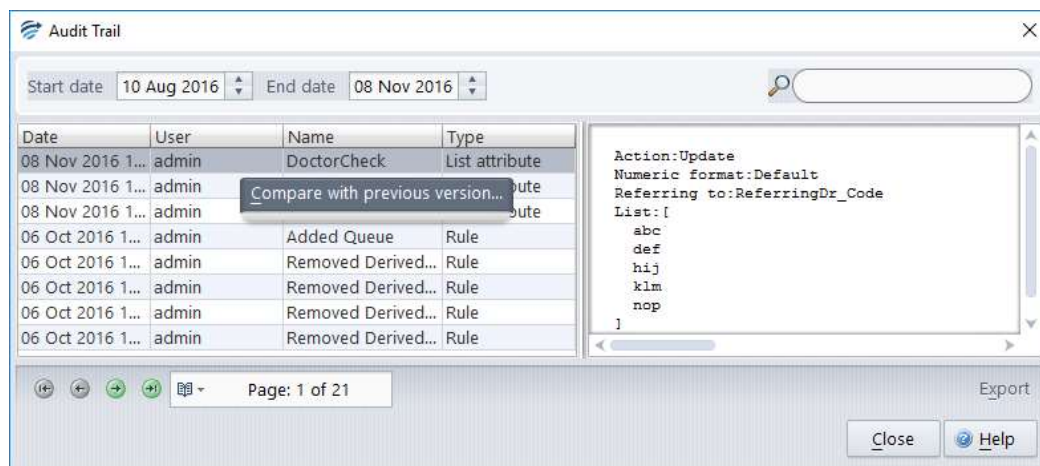 Audit Trail
Start date 10 Aug 2016 End date 08 Nov 2016
Date User Name Type
08 Nov 2016 1... admin DoctorCheck List attribute
08 Nov 2016 1... admin bute
08 Nov 2016 1... admin bute
Compare with previous version...
06 Oct 2016 1... admin Added Queue Rule
06 Oct 2016 1... admin Removed Derived... Rule
06 Oct 2016 1... admin Removed Derived... Rule
06 Oct 2016 1... admin Removed Derived... Rule
06 Oct 2016 1... admin Removed Derived... Rule
Action:Update
Numeric format:Default
Referring to:ReferringDr_Code
List:[
abc
def
hij
klm
nop
]
Page: 1 of 21
Export
Close Help